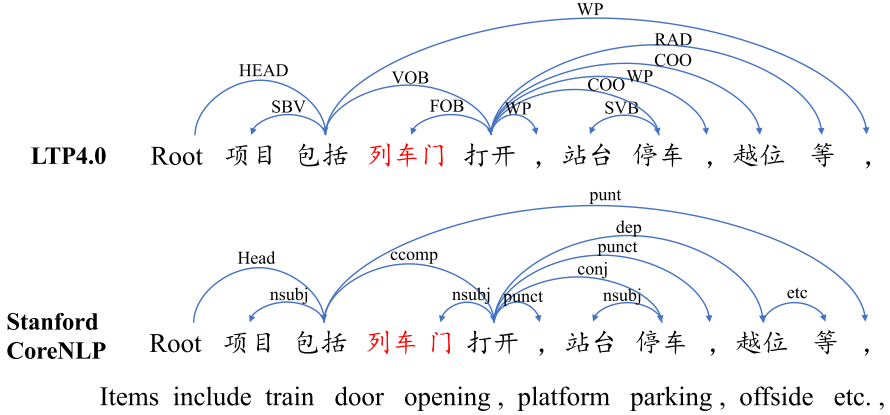 WP
RAD
COO
HEAD
VOB
WP
COO
SBV
FOB
WP
SVB
LTP4.0 Root 项目 包括 列车门 打开 , 站台 停车 , 越位 等 ,
punt
dep
punct
Head
ccomp
conj
nsubj
nsubj
punct
nsubj
etc
Stanford
CoreNLP Root 项目 包括 列车 门 打开 , 站台 停车 , 越位 等 ,
Items include train door opening , platform parking , offside etc. ,